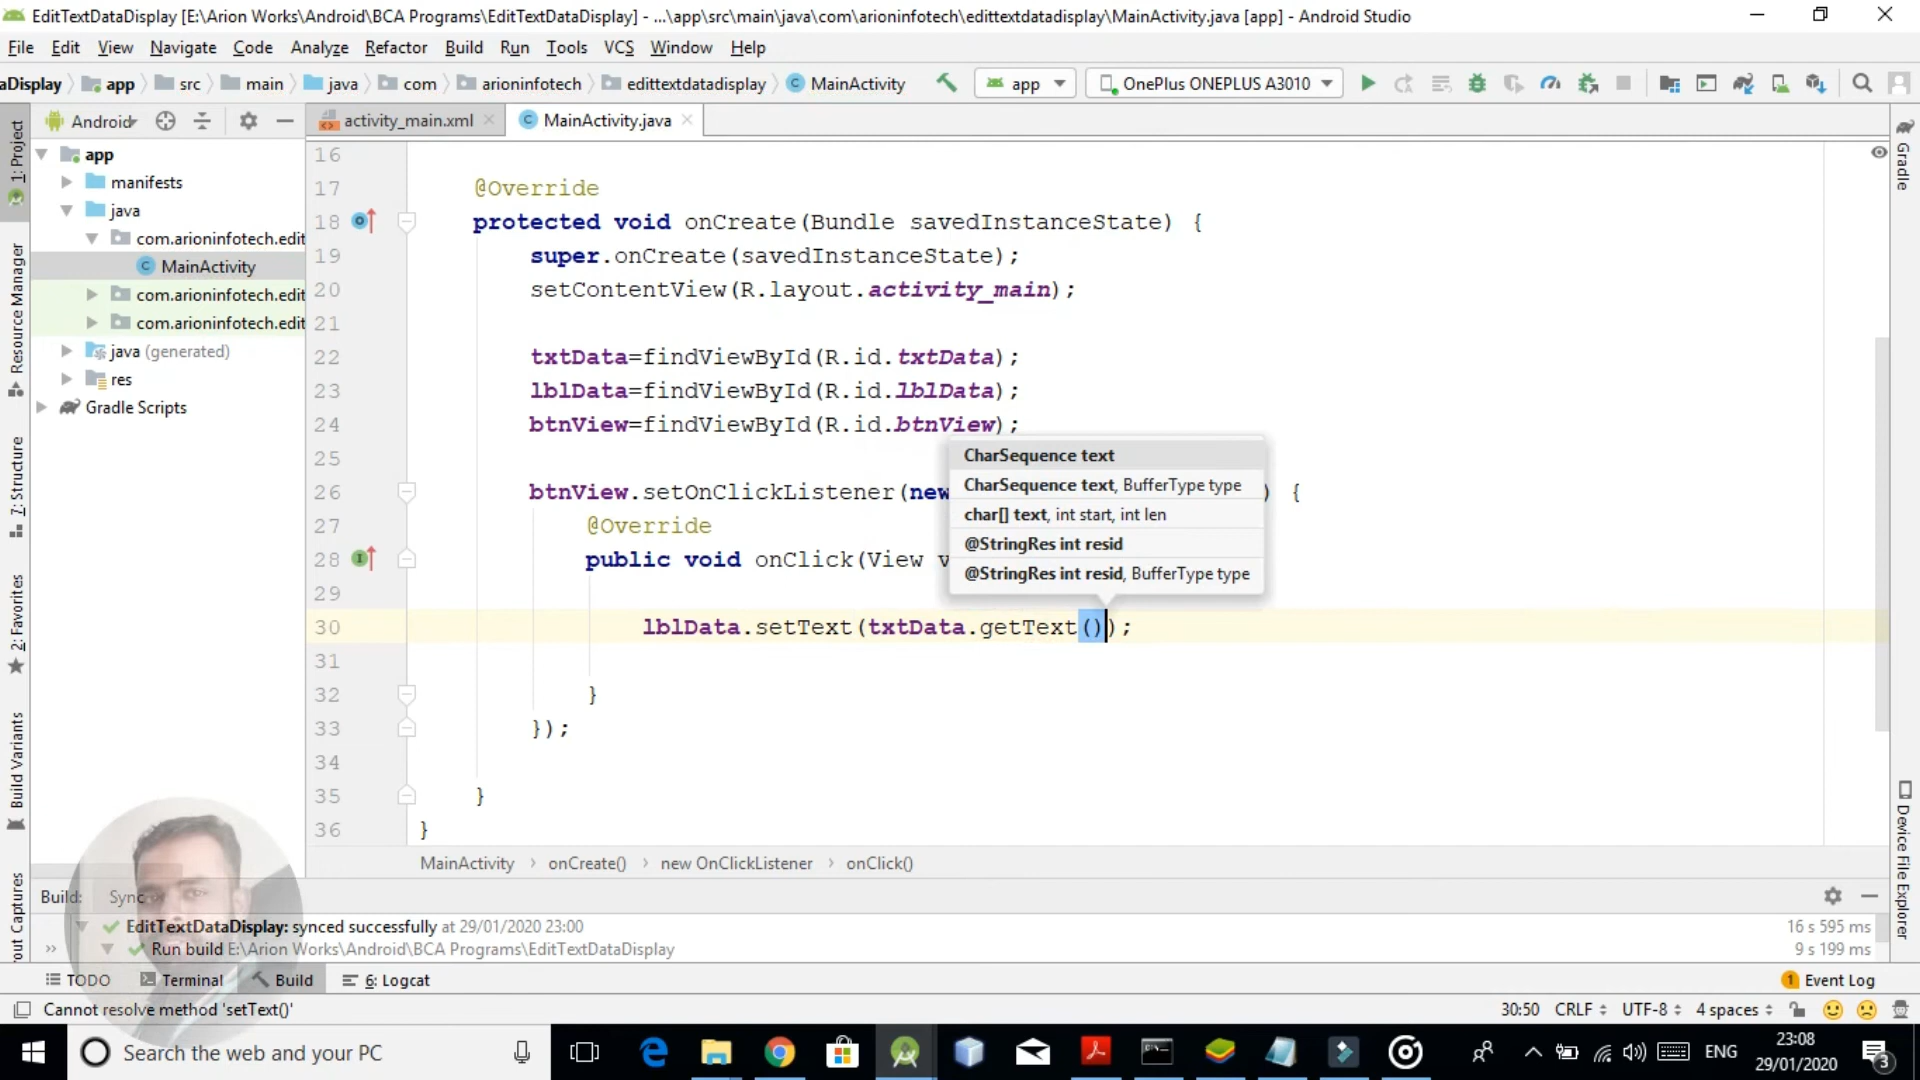 EditTextDataDisplay [E:\Arion Works\Android\BCA Programs\EditTextDataDisplay] - ...\app\src\main\java\com\arioninfotech\edittextdatadisplay\MainActivity.java [app] - Android Studio
File Edit View Navigate Code Analyze Refactor Build Run Tools VCS Window Help
aDisplay app src main java com arioninfotech edittextdatadisplay MainActivity app OnePlus ONEPLUS A3010
Android activity_main.xml MainActivity.java
1: Project
Resource Manager
7: Structure
2: Favorites
Build Variants
out Captures
app
manifests
java
com.arioninfotech.edit
MainActivity
com.arioninfotech.edit
com.arioninfotech.edit
java (generated)
res
Gradle Scripts
16
17 @Override
18 protected void onCreate(Bundle savedInstanceState) {
19 super.onCreate(savedInstanceState);
20 setContentView(R.layout.activity_main);
21
22 txtData=findViewById(R.id.txtData);
23 lblData=findViewById(R.id.lblData);
24 btnView=findViewById(R.id.btnView);
25
26 btnView.setOnClickListener(new ) {
27 @Override
28 public void onClick(View v
29
30 lblData.setText(txtData.getText());
31
32 }
33 });
34
35 }
36 }
CharSequence text
CharSequence text, BufferType type
char[] text, int start, int len
@StringRes int resid
@StringRes int resid, BufferType type
Gradle
Device File Explorer
MainActivity onCreate() new OnClickListener onClick()
Build: Sync
EditTextDataDisplay: synced successfully at 29/01/2020 23:00 16 s 595 ms
Run build E:\Arion Works\Android\BCA Programs\EditTextDataDisplay 9 s 199 ms
TODO Terminal Build 6: Logcat 1 Event Log
Cannot resolve method 'setText()' 30:50 CRLF UTF-8 4 spaces
Search the web and your PC ENG 23:08
29/01/2020 3